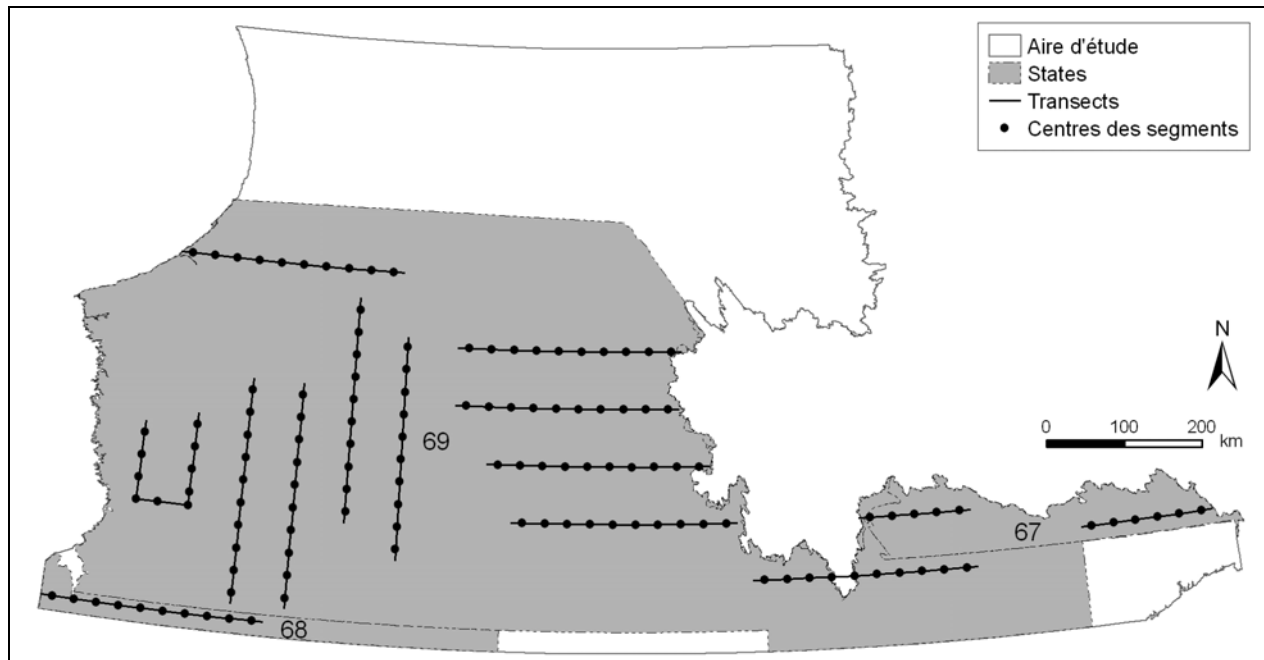 Aire d'étude
States
Transects
Centres des segments
N
0 100 200
km
69
67
68